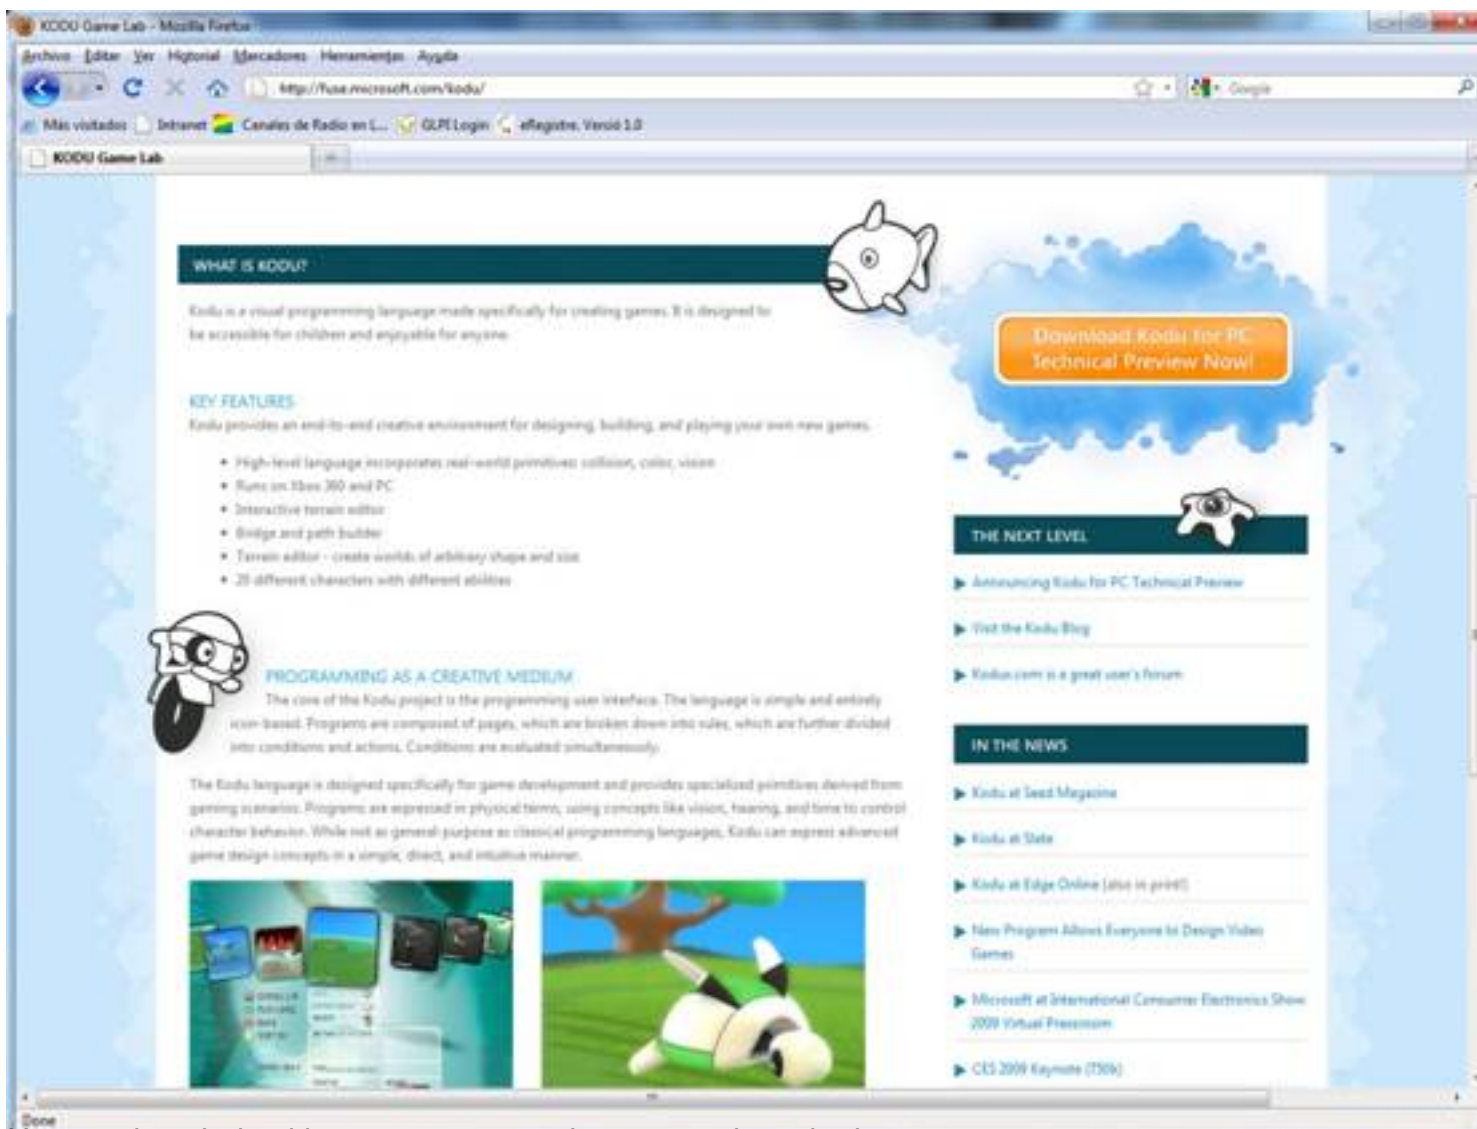 KODU Game Lab - Mozilla Firefox
Archivo Editar Ver Historial Marcadores Herramientas Ayuda
http://fuse.microsoft.com/kodu/
Google
Más visitados Intranet Canales de Radio en L... GLPI Login eRegistre, Versió 1.0
KODU Game Lab
WHAT IS KODU?
Kodu is a visual programming language made specifically for creating games. It is designed to
be accessible for children and enjoyable for anyone.
KEY FEATURES
Kodu provides an end-to-end creative environment for designing, building, and playing your own new games.
• High-level language incorporates real-world primitives: collision, color, vision
• Runs on Xbox 360 and PC
• Interactive terrain editor
• Bridge and path builder
• Terrain editor - create worlds of arbitrary shape and size
• 20 different characters with different abilities
PROGRAMMING AS A CREATIVE MEDIUM
The core of the Kodu project is the programming user interface. The language is simple and entirely
icon-based. Programs are composed of pages, which are broken down into rules, which are further divided
into conditions and actions. Conditions are evaluated simultaneously.
The Kodu language is designed specifically for game development and provides specialized primitives derived from
gaming scenarios. Programs are expressed in physical terms, using concepts like vision, hearing, and time to control
character behavior. While not as general-purpose as classical programming languages, Kodu can express advanced
game design concepts in a simple, direct, and intuitive manner.
Download Kodu for PC
Technical Preview Now!
THE NEXT LEVEL
Announcing Kodu for PC Technical Preview
Visit the Kodu Blog
Kodux.com is a great user's forum
IN THE NEWS
Kodu at Seed Magazine
Kodu at Slate
Kodu at Edge Online (also in print!)
New Program Allows Everyone to Design Video
Games
Microsoft at International Consumer Electronics Show
2009 Virtual Pressroom
CES 2009 Keynote (750k)
Done